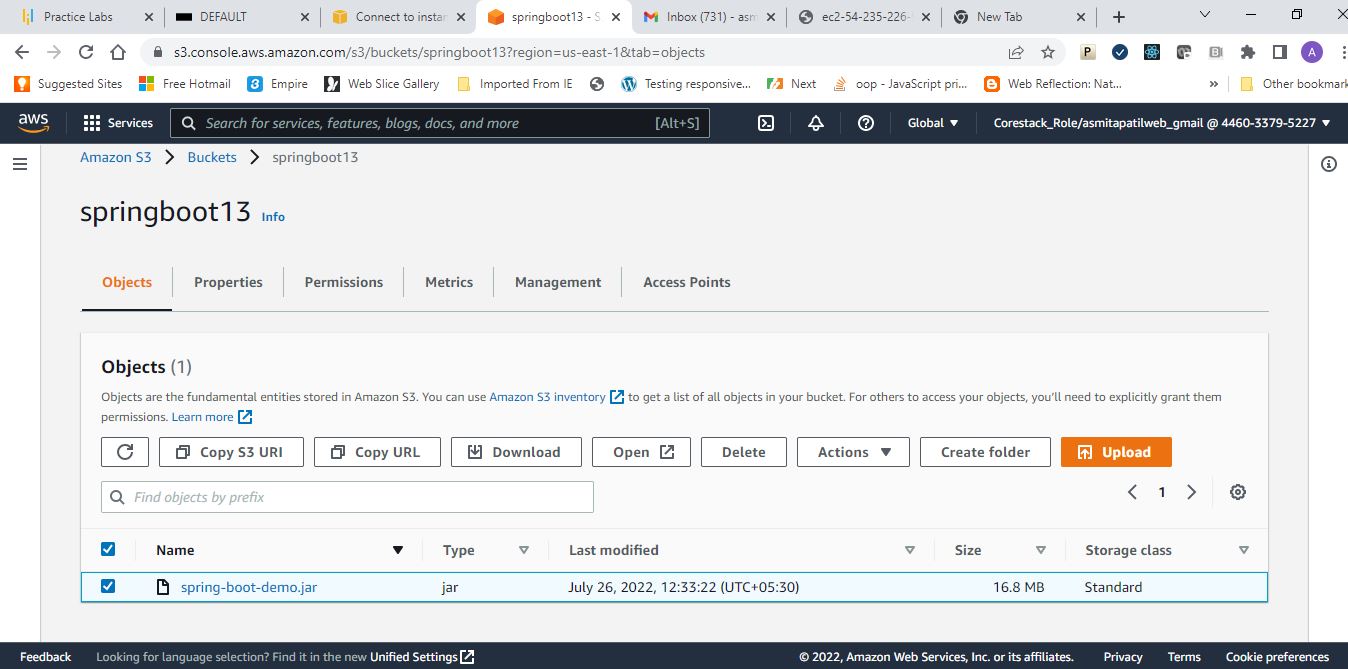 Practice Labs
DEFAULT
Connect to instan
springboot13 - S
Inbox (731) - asm
ec2-54-235-226-
New Tab
s3.console.aws.amazon.com/s3/buckets/springboot13?region=us-east-1&tab=objects
P
A
Suggested Sites
Free Hotmail
Empire
Web Slice Gallery
Imported From IE
Testing responsive...
Next
oop - JavaScript pri...
Web Reflection: Nat...
»
Other bookmark
aws
Services
Search for services, features, blogs, docs, and more
[Alt+S]
Global
Corestack_Role/asmitapatilweb_gmail @ 4460-3379-5227
Amazon S3
Buckets
springboot13
springboot13 Info
Objects
Properties
Permissions
Metrics
Management
Access Points
Objects (1)
Objects are the fundamental entities stored in Amazon S3. You can use Amazon S3 inventory to get a list of all objects in your bucket. For others to access your objects, you'll need to explicitly grant them
permissions. Learn more
Copy S3 URI
Copy URL
Download
Open
Delete
Actions
Create folder
Upload
Find objects by prefix
1
Name
Type
Last modified
Size
Storage class
spring-boot-demo.jar
jar
July 26, 2022, 12:33:22 (UTC+05:30)
16.8 MB
Standard
Feedback
Looking for language selection? Find it in the new Unified Settings
© 2022, Amazon Web Services, Inc. or its affiliates.
Privacy
Terms
Cookie preferences